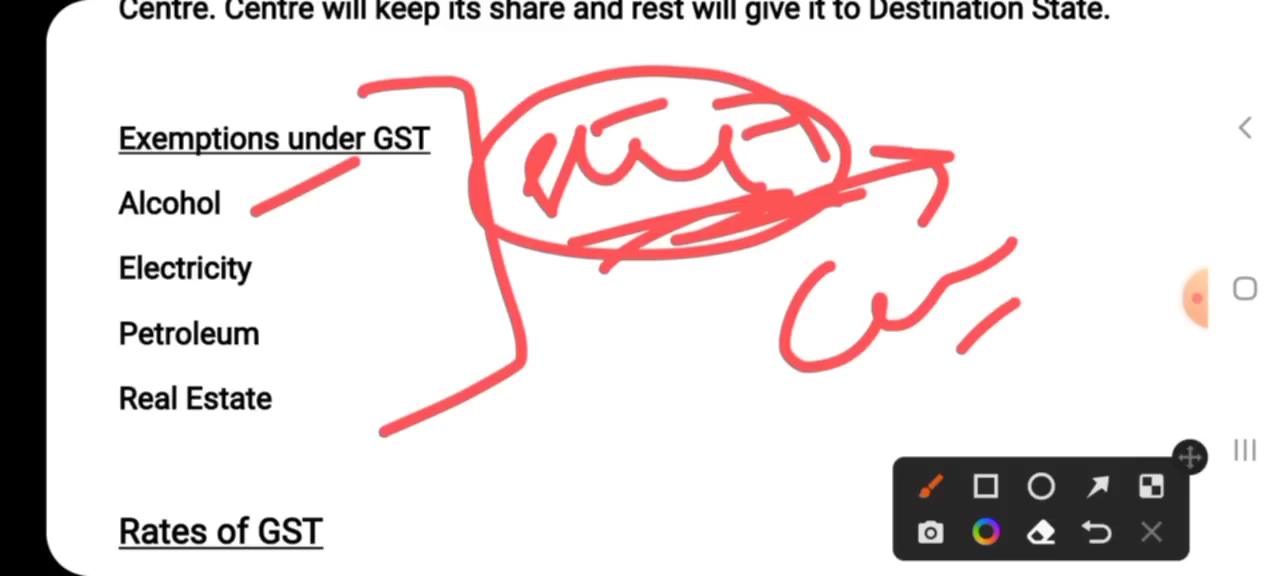 Centre. Centre will keep its share and rest will give it to Destination State.
Exemptions under GST
Alcohol
Electricity
Petroleum
Real Estate
Rates of GST